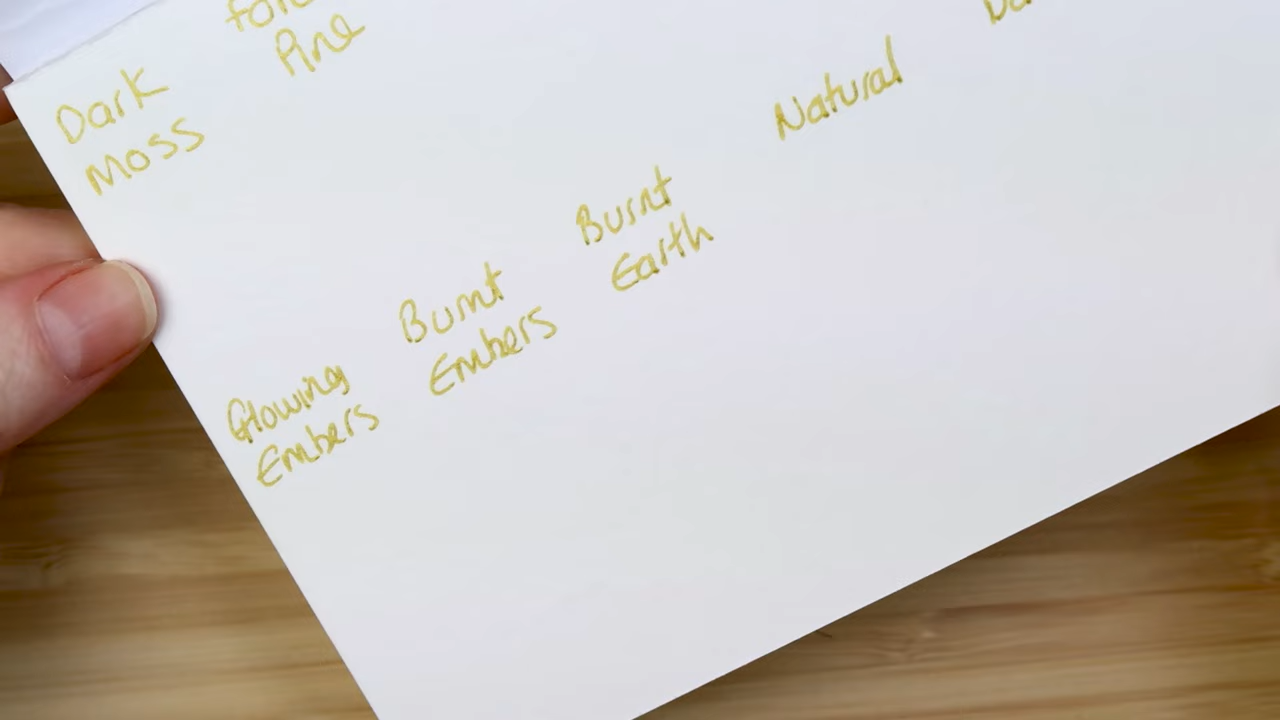 Pine
Dark
Moss
Natural
Burnt
Earth
Burnt
Embers
Glowing
Embers